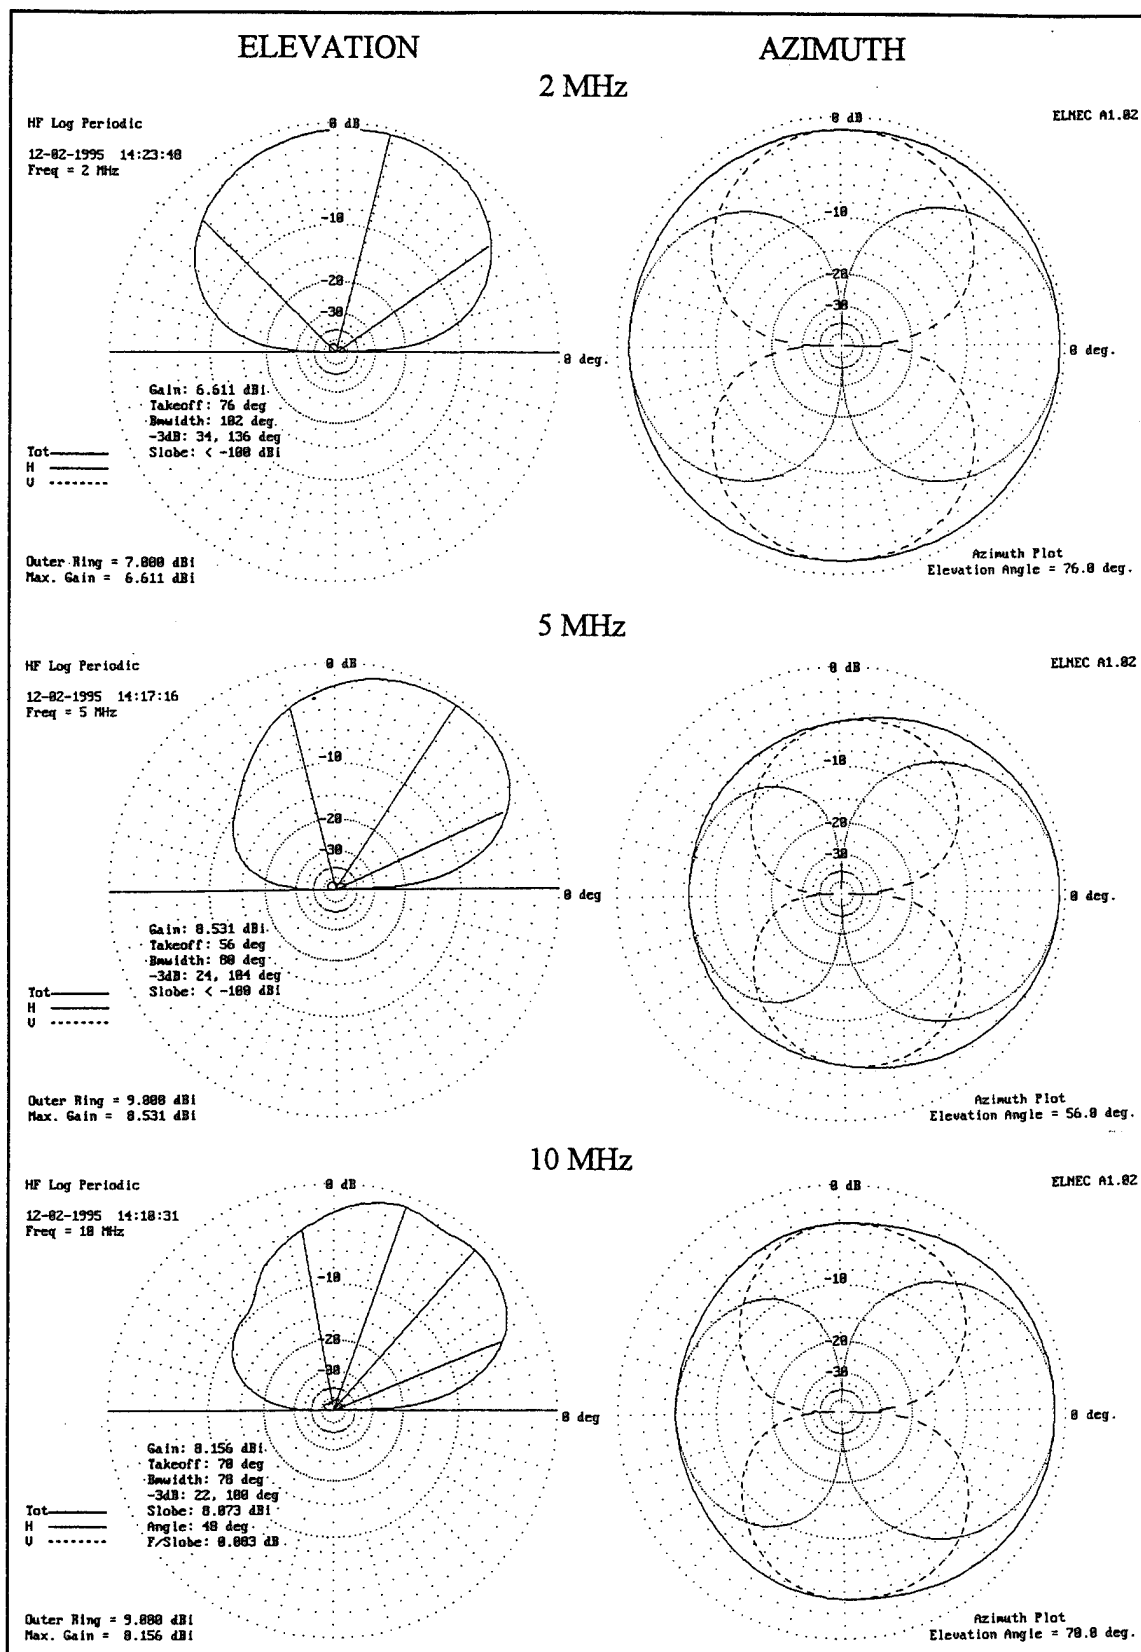 ELEVATION
AZIMUTH
2 MHz
HF Log Periodic
12-02-1995 14:23:48
Freq = 2 MHz
0 dB
-10
-20
-30
0 deg.
Gain: 6.611 dBi
Takeoff: 76 deg
Bmwidth: 102 deg
-3dB: 34, 136 deg
Slobe: < -100 dBi
Tot
H
V
Outer Ring = 7.000 dBi
Max. Gain = 6.611 dBi
ELNEC A1.02
0 dB
-10
-20
-30
0 deg.
Azimuth Plot
Elevation Angle = 76.0 deg.
5 MHz
HF Log Periodic
12-02-1995 14:17:16
Freq = 5 MHz
0 dB
-10
-20
-30
0 deg
Gain: 8.531 dBi
Takeoff: 56 deg
Bmwidth: 80 deg
-3dB: 24, 104 deg
Slobe: < -100 dBi
Tot
H
V
Outer Ring = 9.000 dBi
Max. Gain = 8.531 dBi
ELNEC A1.02
0 dB
-10
-20
-30
0 deg.
Azimuth Plot
Elevation Angle = 56.0 deg.
10 MHz
HF Log Periodic
12-02-1995 14:18:31
Freq = 10 MHz
0 dB
-10
-20
-30
0 deg
Gain: 8.156 dBi
Takeoff: 70 deg
Bmwidth: 78 deg
-3dB: 22, 100 deg
Slobe: 8.073 dBi
Angle: 48 deg
F/Slobe: 0.083 dB
Tot
H
V
Outer Ring = 9.000 dBi
Max. Gain = 8.156 dBi
ELNEC A1.02
0 dB
-10
-20
-30
0 deg.
Azimuth Plot
Elevation Angle = 70.0 deg.